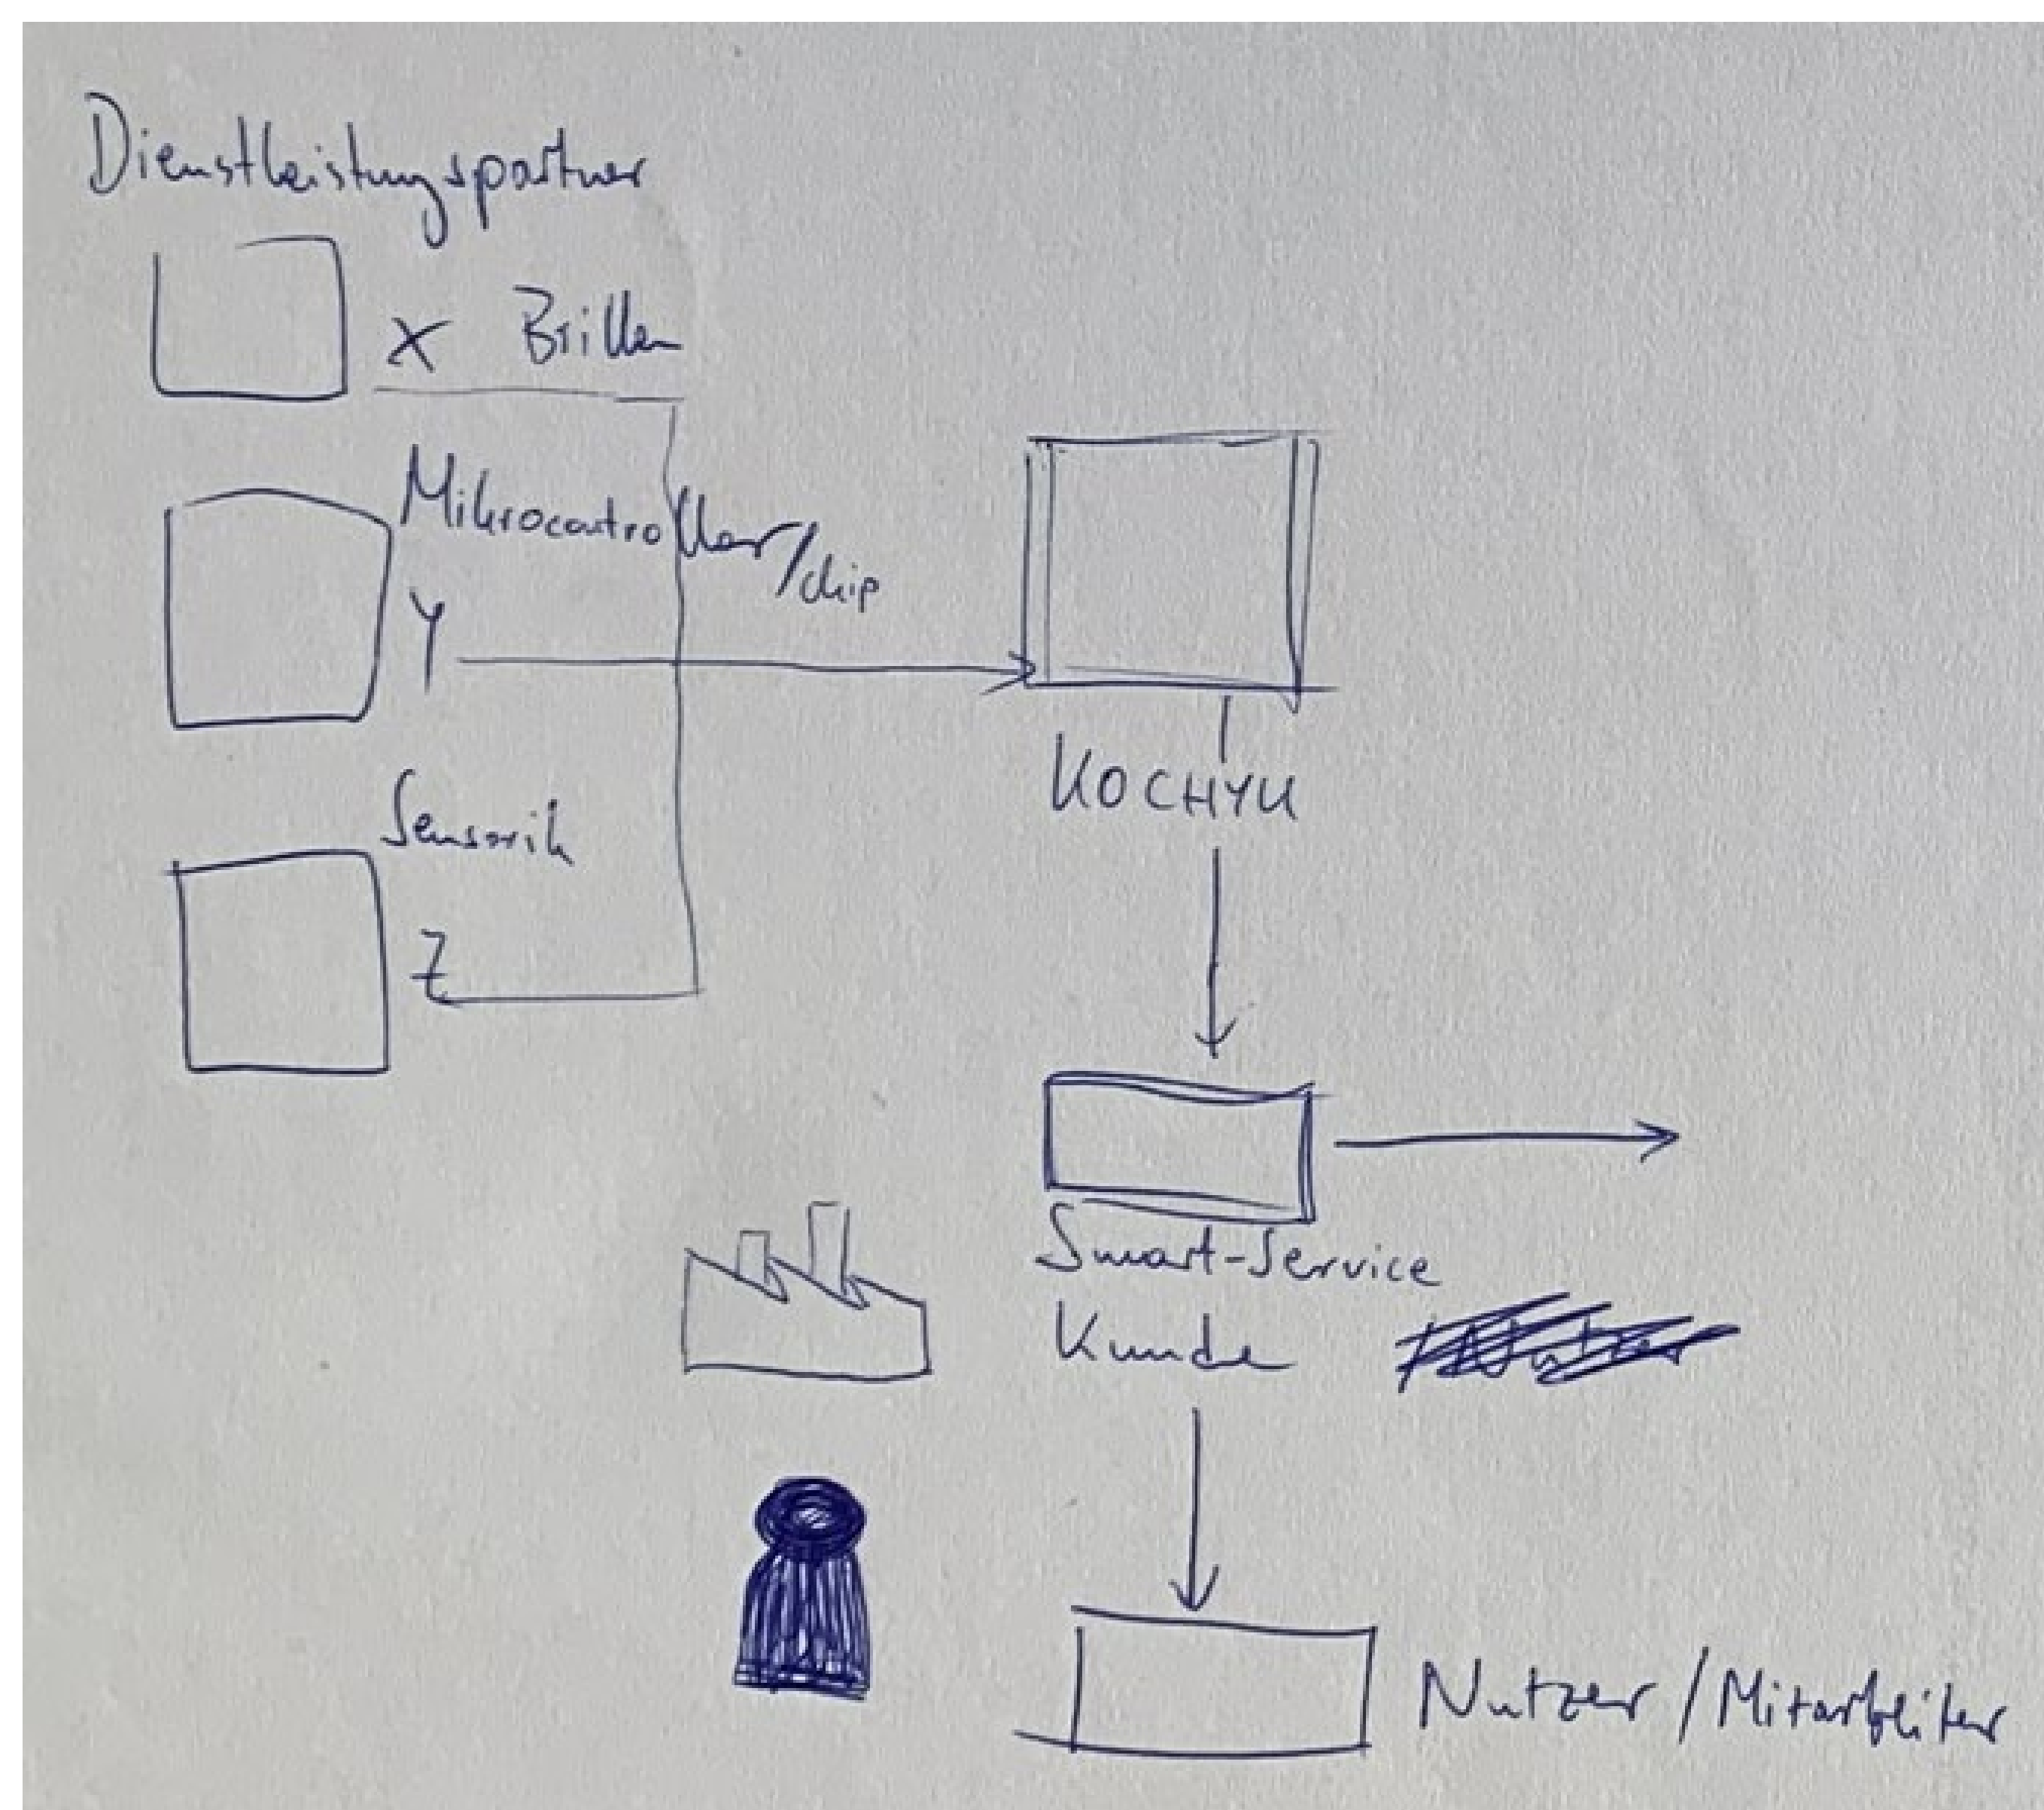 Dienstleistungspartner
X Brillen
Mikrocontroller/chip
Y
KOCHYU
Sensorik
Z
Smart-Service
Kunde
Nutzer/Mitarbeiter